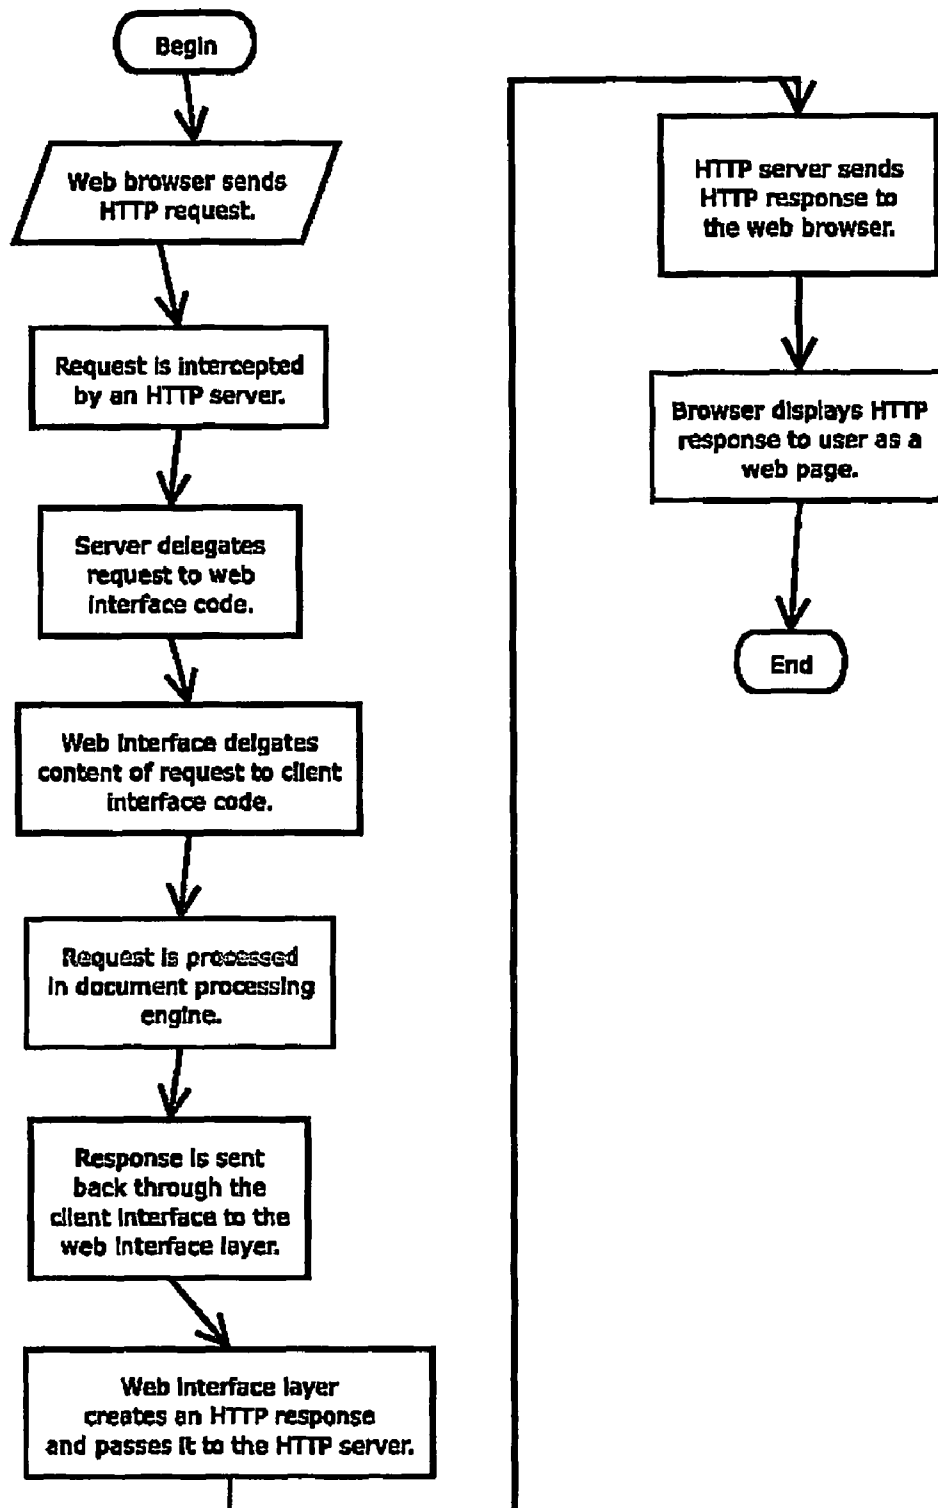 Begin
Web browser sends
HTTP request.
Request is intercepted
by an HTTP server.
Server delegates
request to web
interface code.
Web interface delgates
content of request to client
interface code.
Request is processed
in document processing
engine.
Response is sent
back through the
client interface to the
web interface layer.
Web interface layer
creates an HTTP response
and passes it to the HTTP server.
HTTP server sends
HTTP response to
the web browser.
Browser displays HTTP
response to user as a
web page.
End